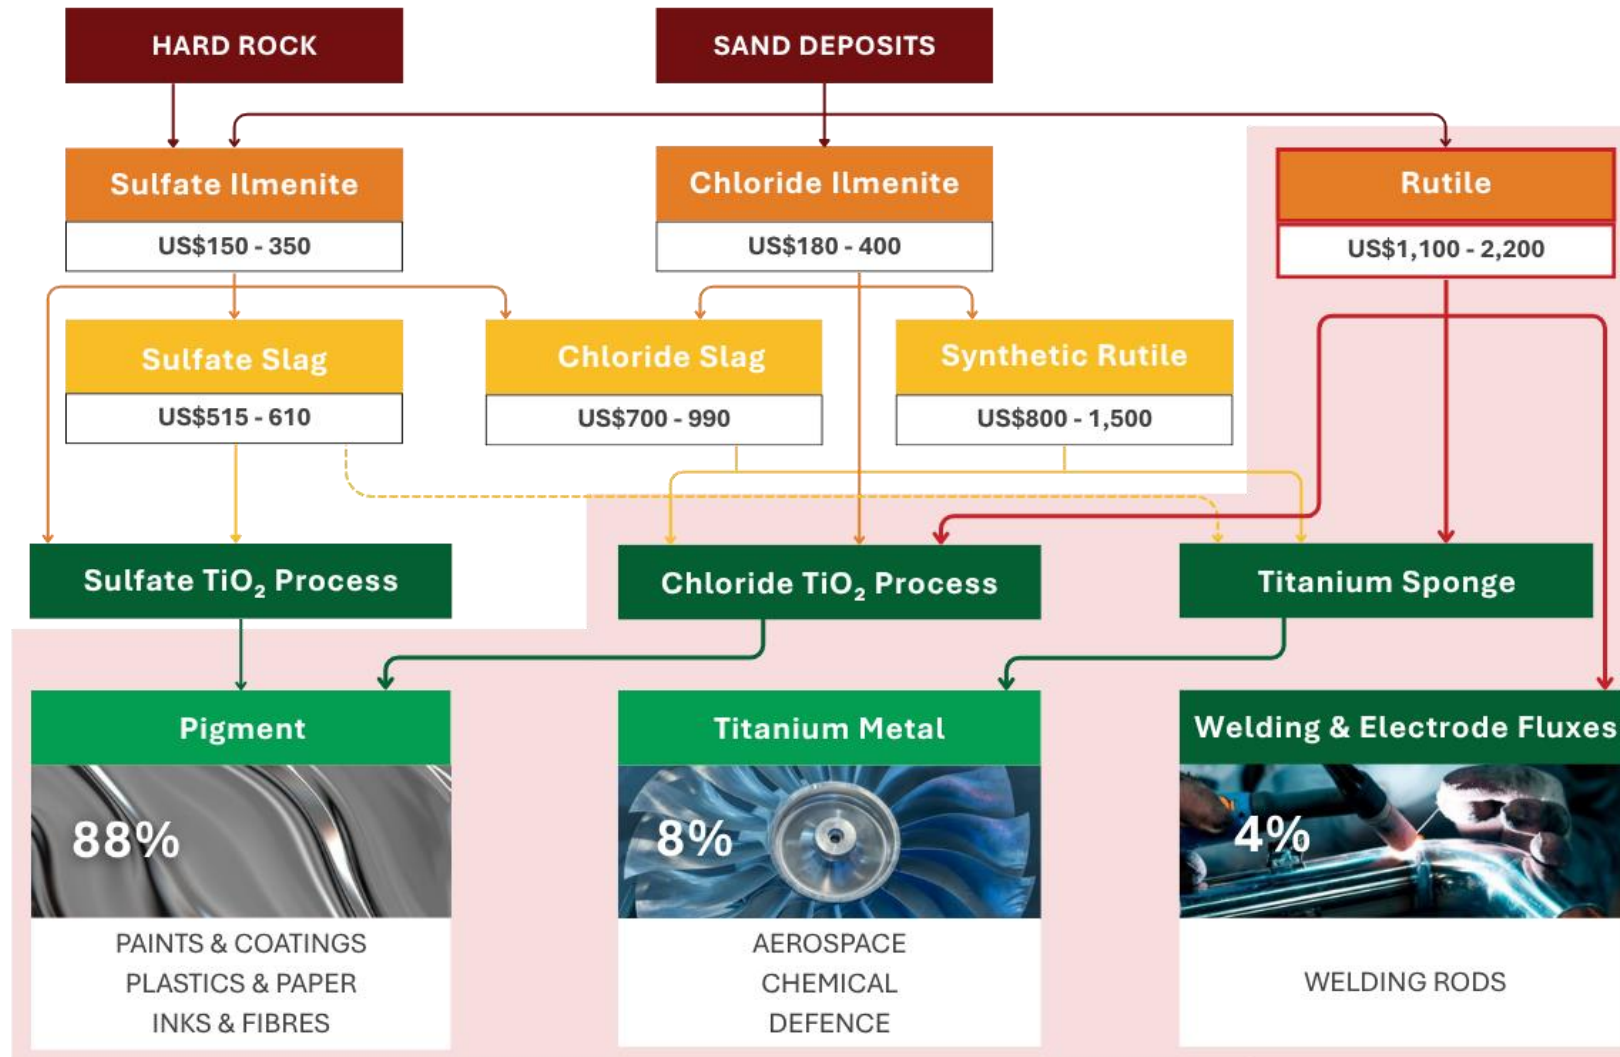 HARD ROCK
SAND DEPOSITS
Sulfate Ilmenite
US$150 - 350
Chloride Ilmenite
US$180 - 400
Rutile
US$1,100 - 2,200
Sulfate Slag
US$515 - 610
Chloride Slag
US$700 - 990
Synthetic Rutile
US$800 - 1,500
Sulfate TiO₂ Process
Chloride TiO₂ Process
Titanium Sponge
Pigment
88%
PAINTS & COATINGS
PLASTICS & PAPER
INKS & FIBRES
Titanium Metal
8%
AEROSPACE
CHEMICAL
DEFENCE
Welding & Electrode Fluxes
4%
WELDING RODS